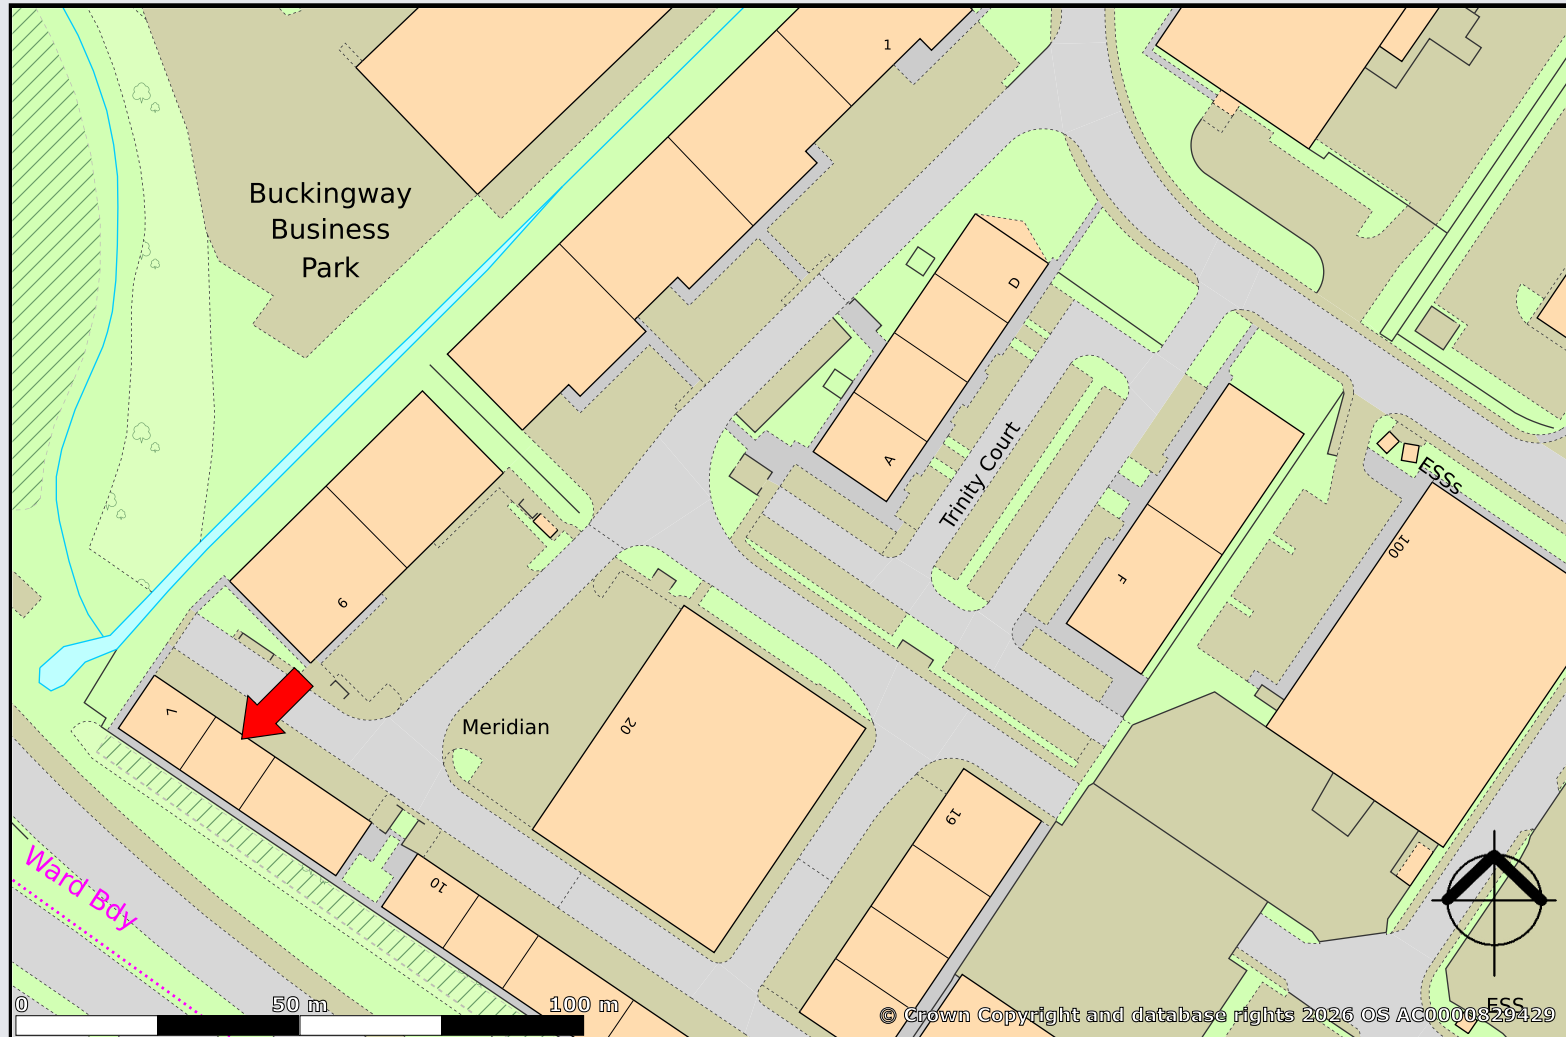 1
Buckingway
Business
Park
D
A
Trinity Court
ESSs
100
F
9
7
Meridian
20
19
10
Ward Bdy
ESS
0
50 m
100 m
© Crown Copyright and database rights 2026 OS AC0000829429